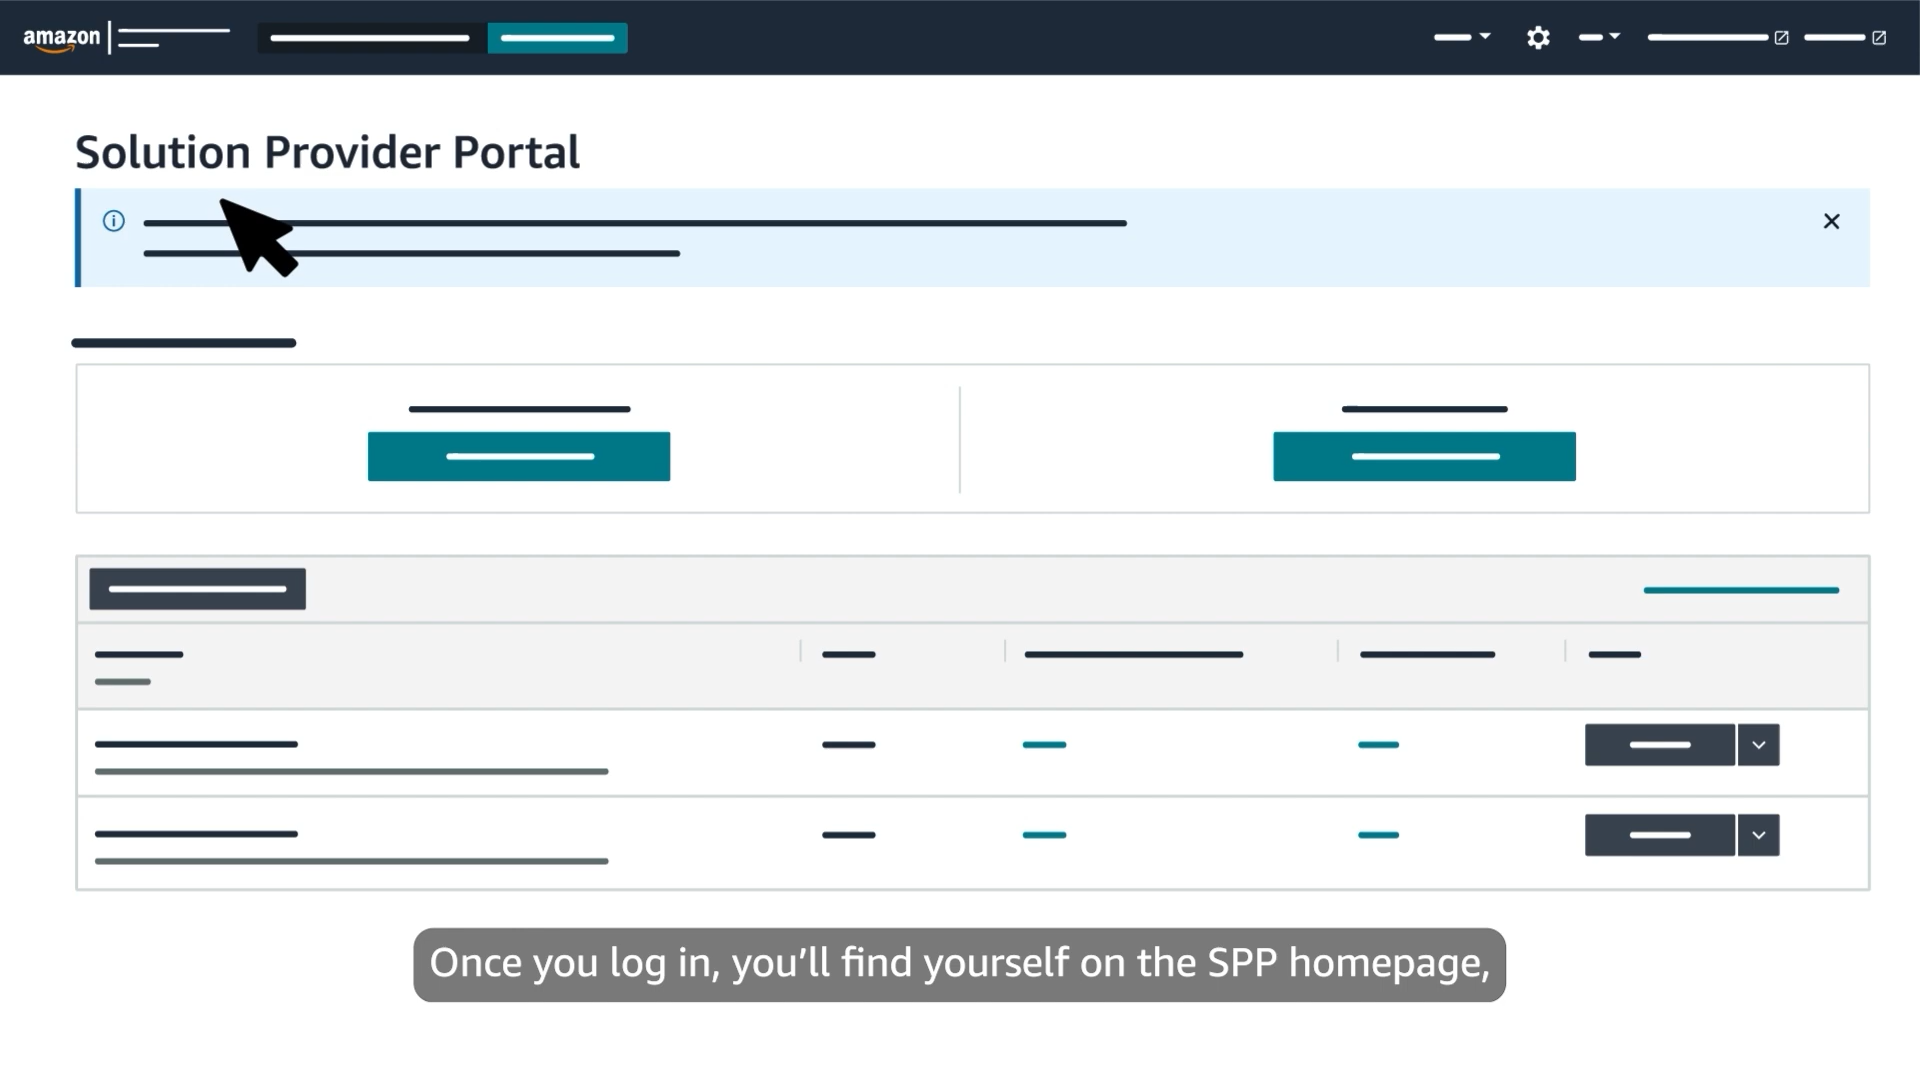 amazon
Solution Provider Portal
Once you log in, you’ll find yourself on the SPP homepage,